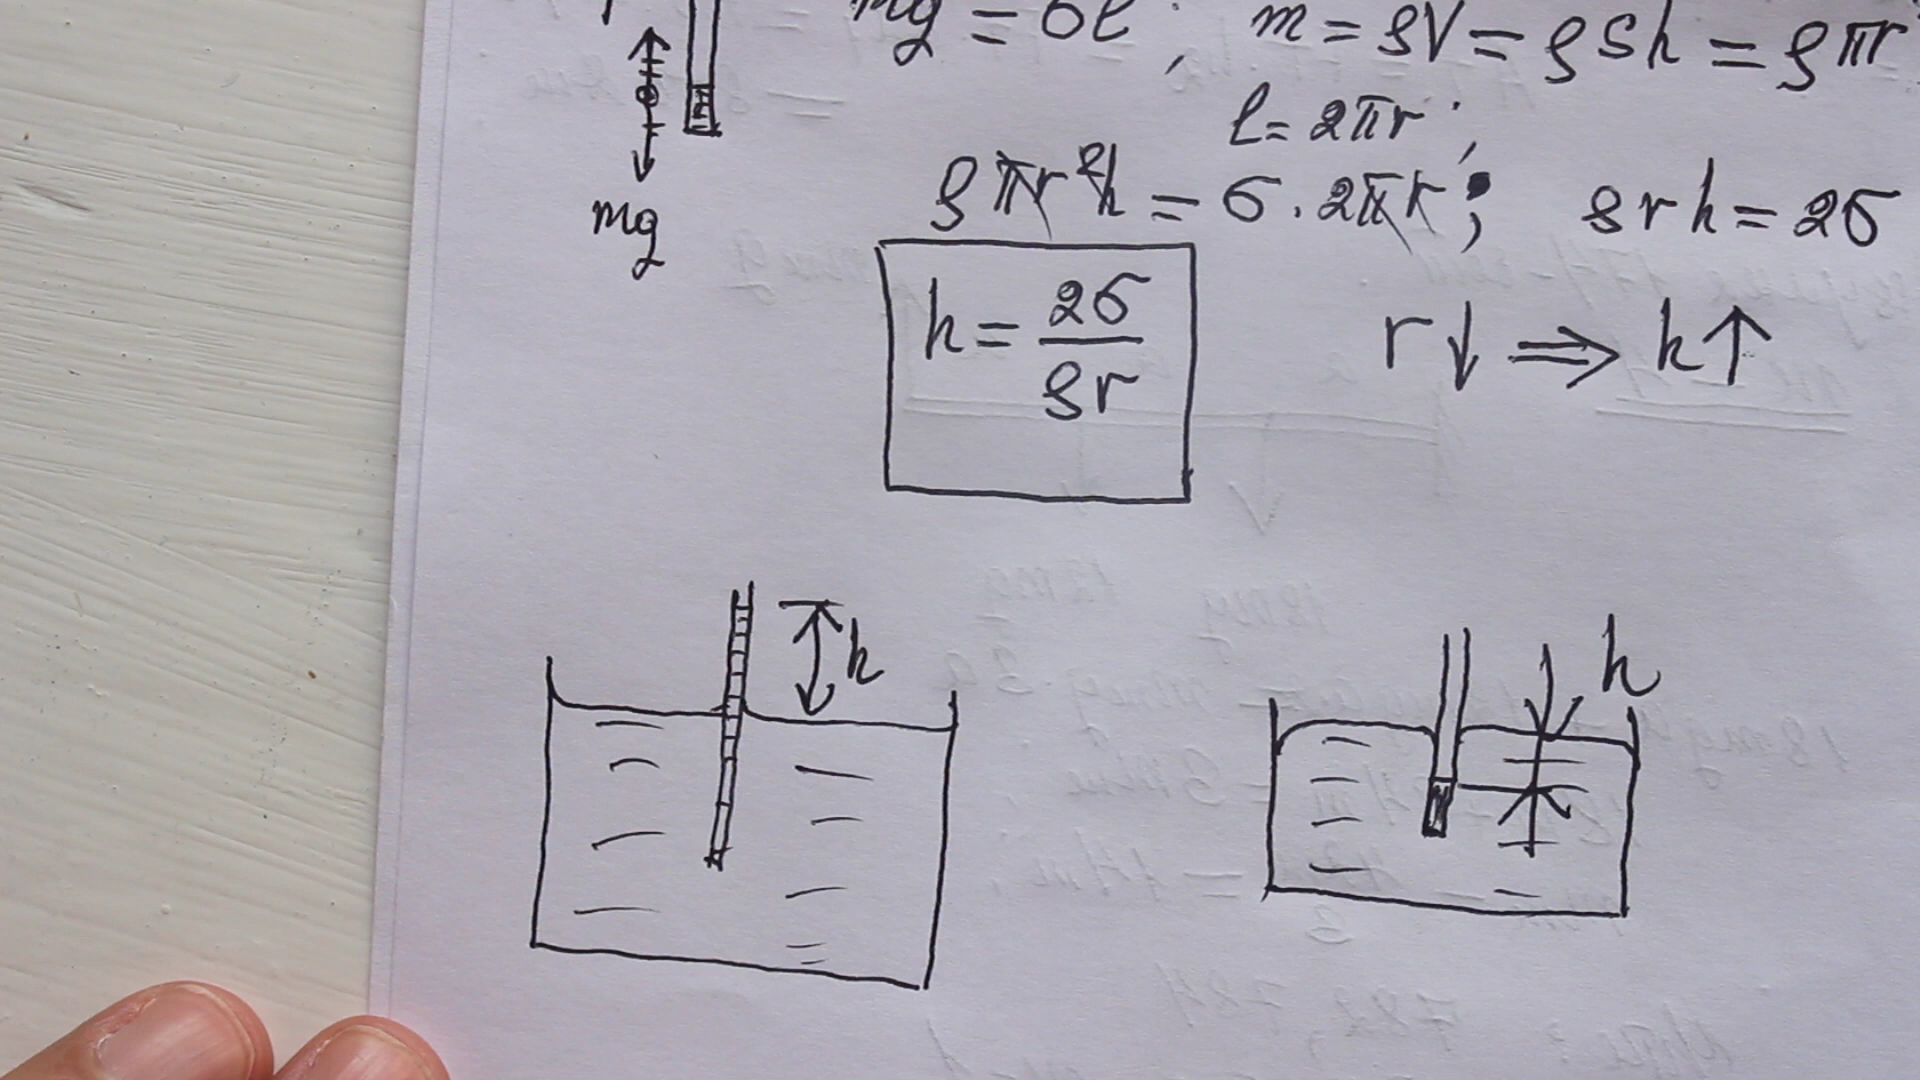 mg = σl ; m = ρV = ρSh = ρπr
l = 2πr ;
mg
ρπr²h = σ · 2πr ; ρrh = 2σ
h = 2σ / ρr
r↓ ⇒ h↑
h
h